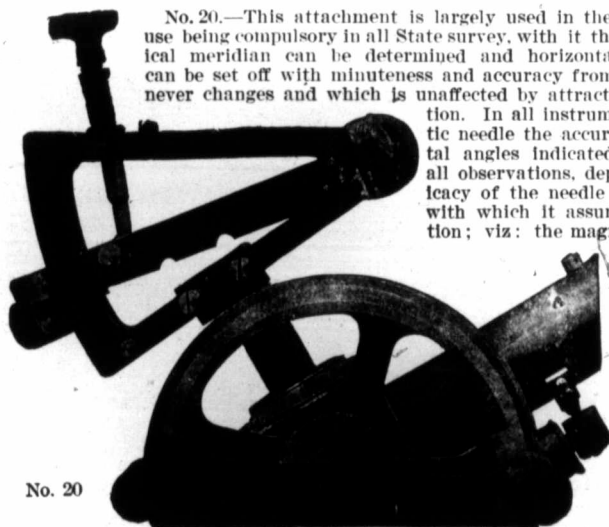 No. 20.—This attachment is largely used in the
use being compulsory in all State survey, with it th
ical meridian can be determined and horizonta
can be set off with minuteness and accuracy from
never changes and which is unaffected by attract
tion. In all instrum
tic needle the accur
tal angles indicated
all observations, dep
icacy of the needle
with which it assum
tion; viz: the mag
No. 20